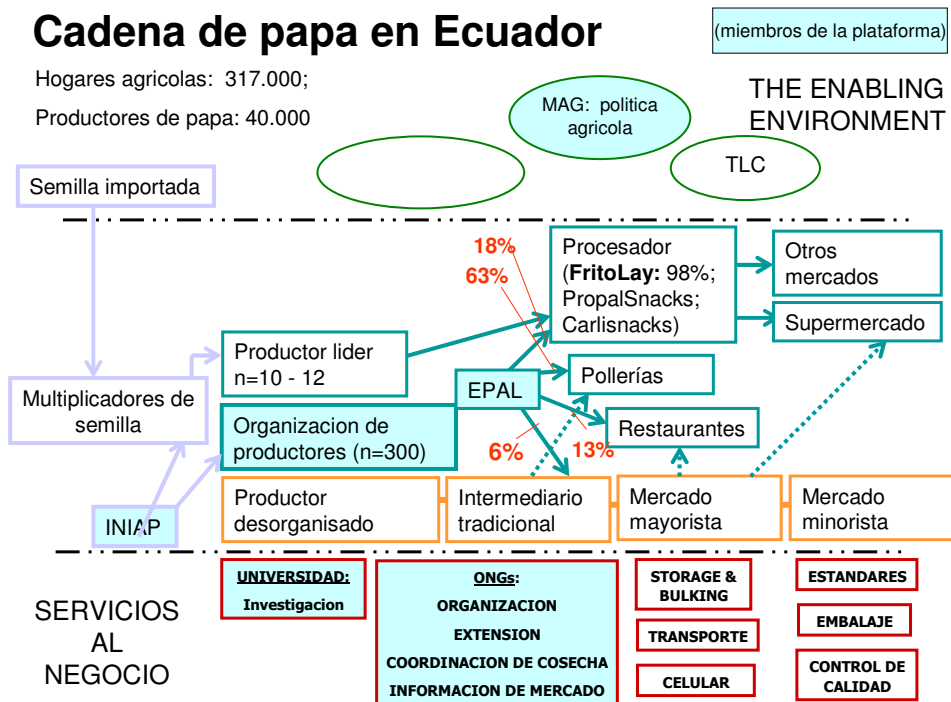 Cadena de papa en Ecuador
(miembros de la plataforma)
Hogares agricolas: 317.000;
Productores de papa: 40.000
THE ENABLING
ENVIRONMENT
MAG: politica
agricola
TLC
Semilla importada
18%
63%
Procesador
(FritoLay: 98%;
PropalSnacks;
Carlisnacks)
Otros
mercados
Supermercado
Productor lider
n=10 - 12
Multiplicadores de
semilla
EPAL
Pollerías
Organizacion de
productores (n=300)
Restaurantes
6%
13%
INIAP
Productor
desorganisado
Intermediario
tradicional
Mercado
mayorista
Mercado
minorista
SERVICIOS
AL
NEGOCIO
UNIVERSIDAD:
Investigacion
ONGs:
ORGANIZACION
EXTENSION
COORDINACION DE COSECHA
INFORMACION DE MERCADO
STORAGE &
BULKING
TRANSPORTE
CELULAR
ESTANDARES
EMBALAJE
CONTROL DE
CALIDAD